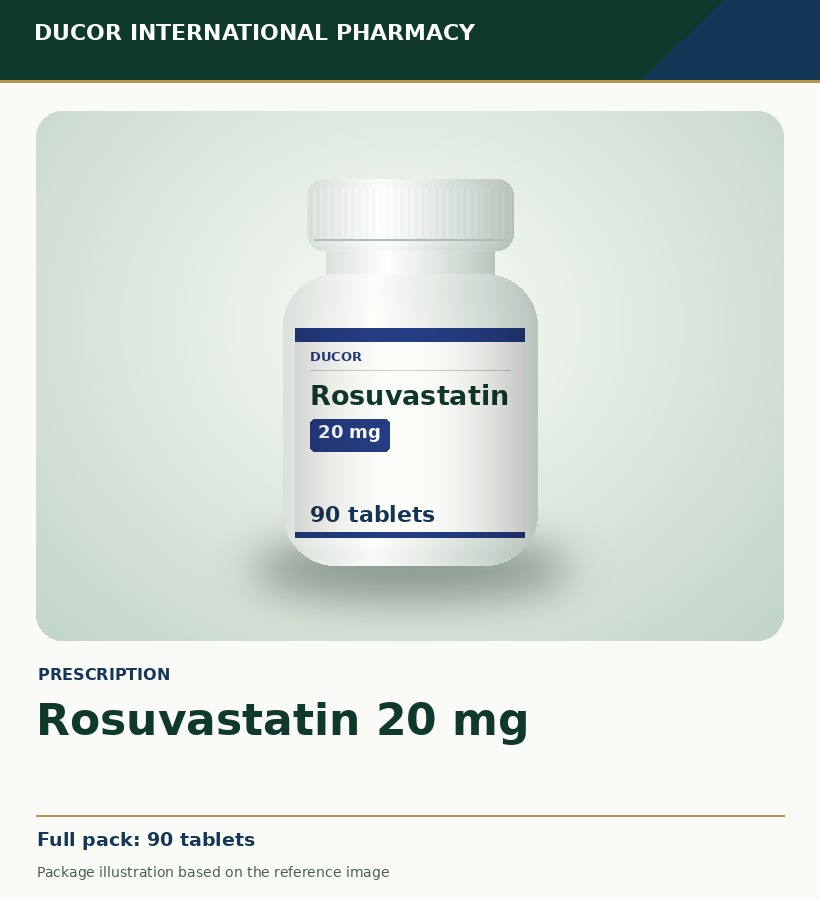 DUCOR INTERNATIONAL PHARMACY
DUCOR
Rosuvastatin
20 mg
90 tablets
PRESCRIPTION
Rosuvastatin 20 mg
Full pack: 90 tablets
Package illustration based on the reference image